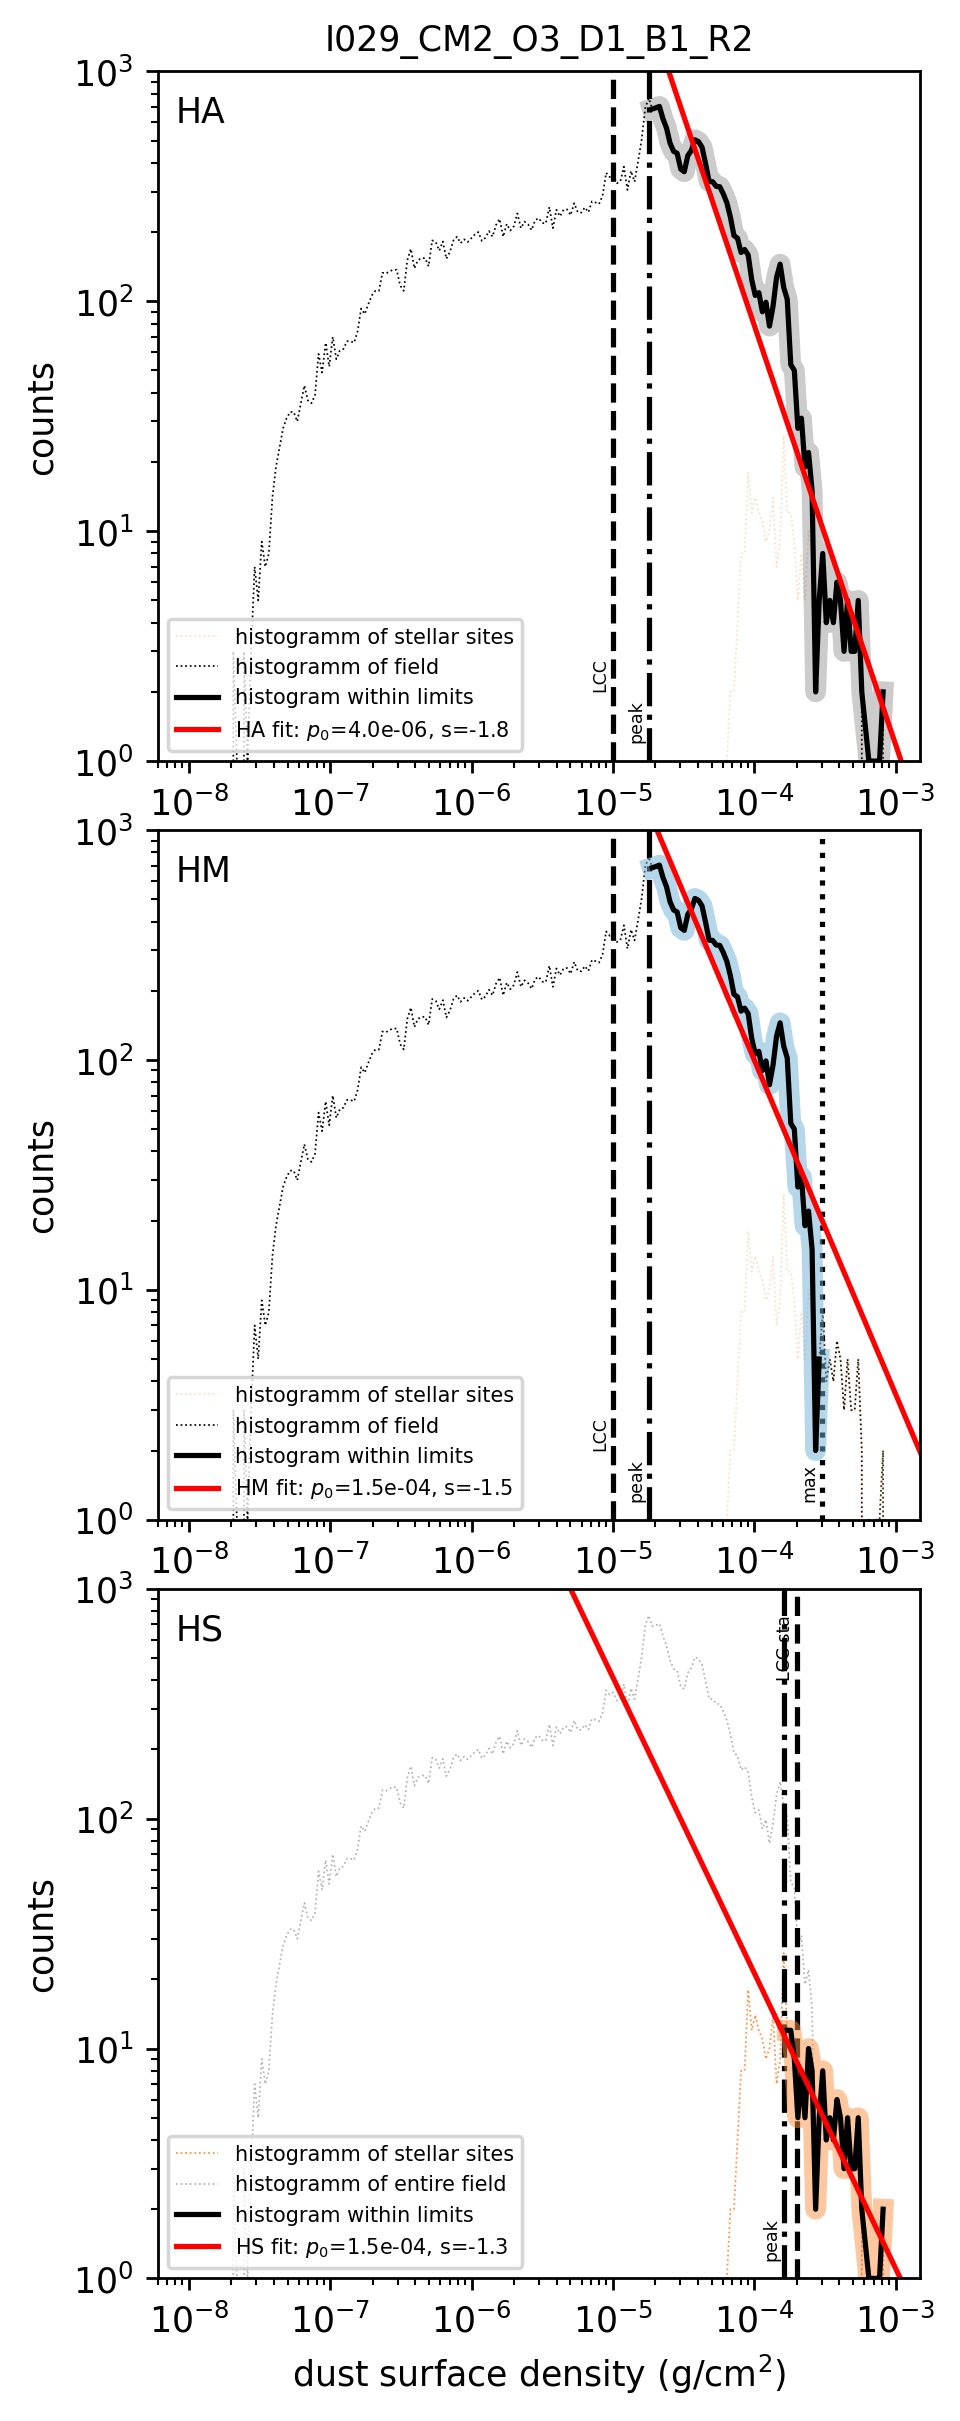 I029_CM2_O3_D1_B1_R2
HA
10³
10²
10¹
10⁰
counts
LCC
peak
histogramm of stellar sites
histogramm of field
histogram within limits
HA fit: p₀=4.0e-06, s=-1.8
10⁻⁸ 10⁻⁷ 10⁻⁶ 10⁻⁵ 10⁻⁴ 10⁻³
HM
10³
10²
10¹
10⁰
counts
LCC
peak
max
histogramm of stellar sites
histogramm of field
histogram within limits
HM fit: p₀=1.5e-04, s=-1.5
10⁻⁸ 10⁻⁷ 10⁻⁶ 10⁻⁵ 10⁻⁴ 10⁻³
HS
10³
10²
10¹
10⁰
counts
LCC sta
peak
histogramm of stellar sites
histogramm of entire field
histogram within limits
HS fit: p₀=1.5e-04, s=-1.3
10⁻⁸ 10⁻⁷ 10⁻⁶ 10⁻⁵ 10⁻⁴ 10⁻³
dust surface density (g/cm²)